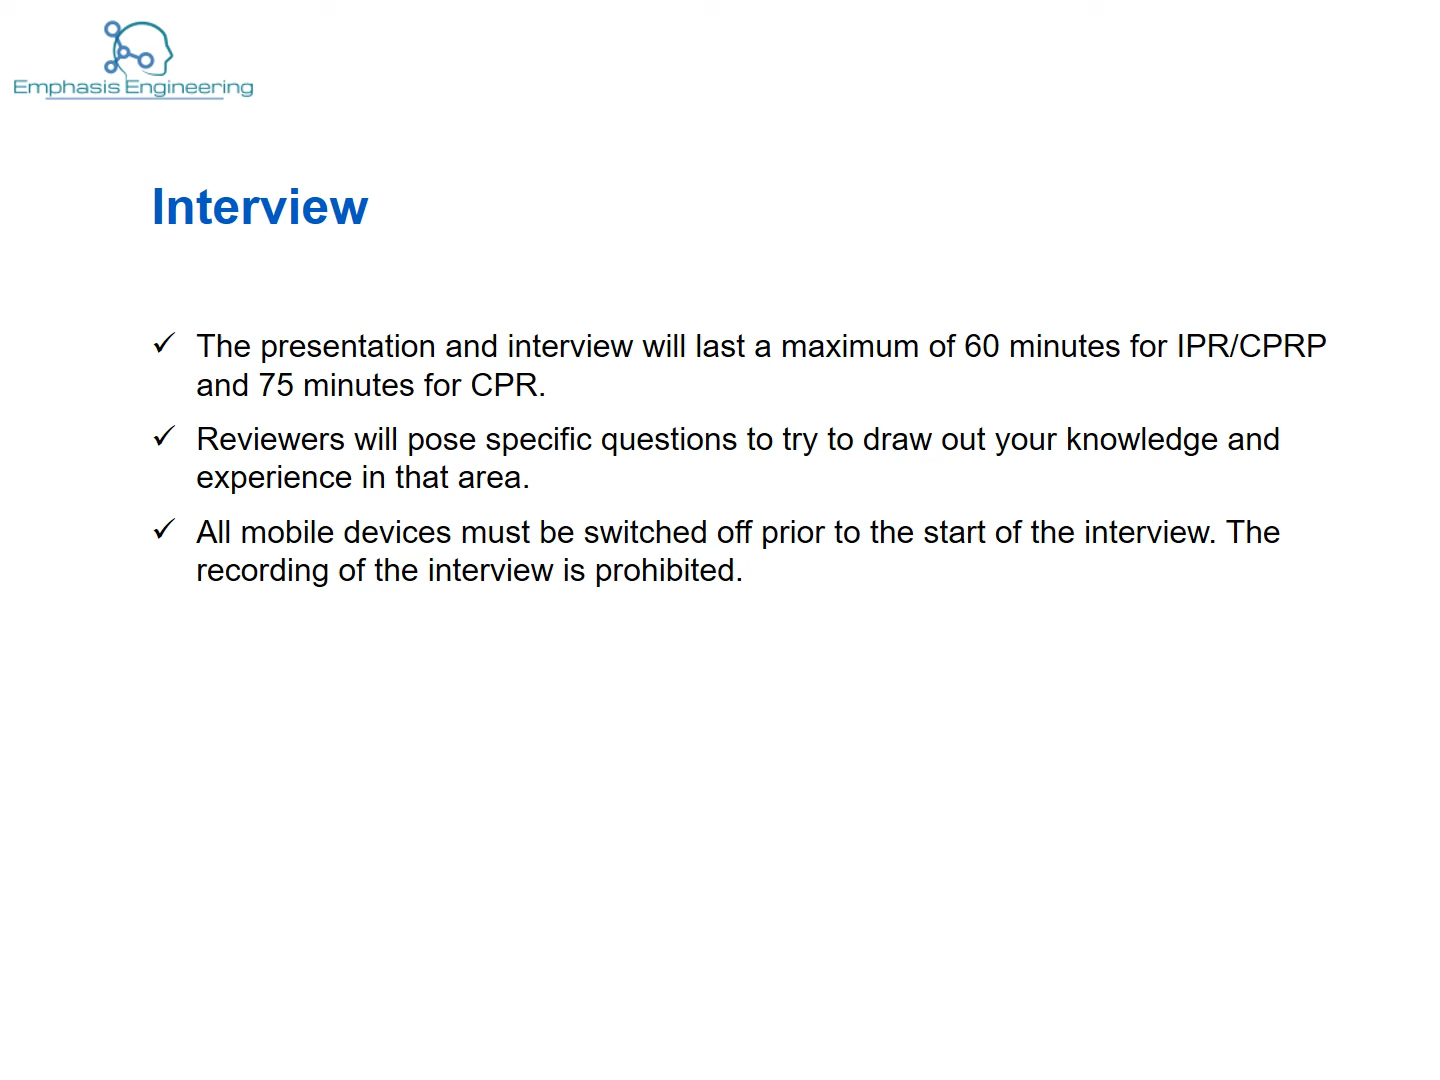 Emphasis Engineering
Interview
✓ The presentation and interview will last a maximum of 60 minutes for IPR/CPRP
and 75 minutes for CPR.
✓ Reviewers will pose specific questions to try to draw out your knowledge and
experience in that area.
✓ All mobile devices must be switched off prior to the start of the interview. The
recording of the interview is prohibited.